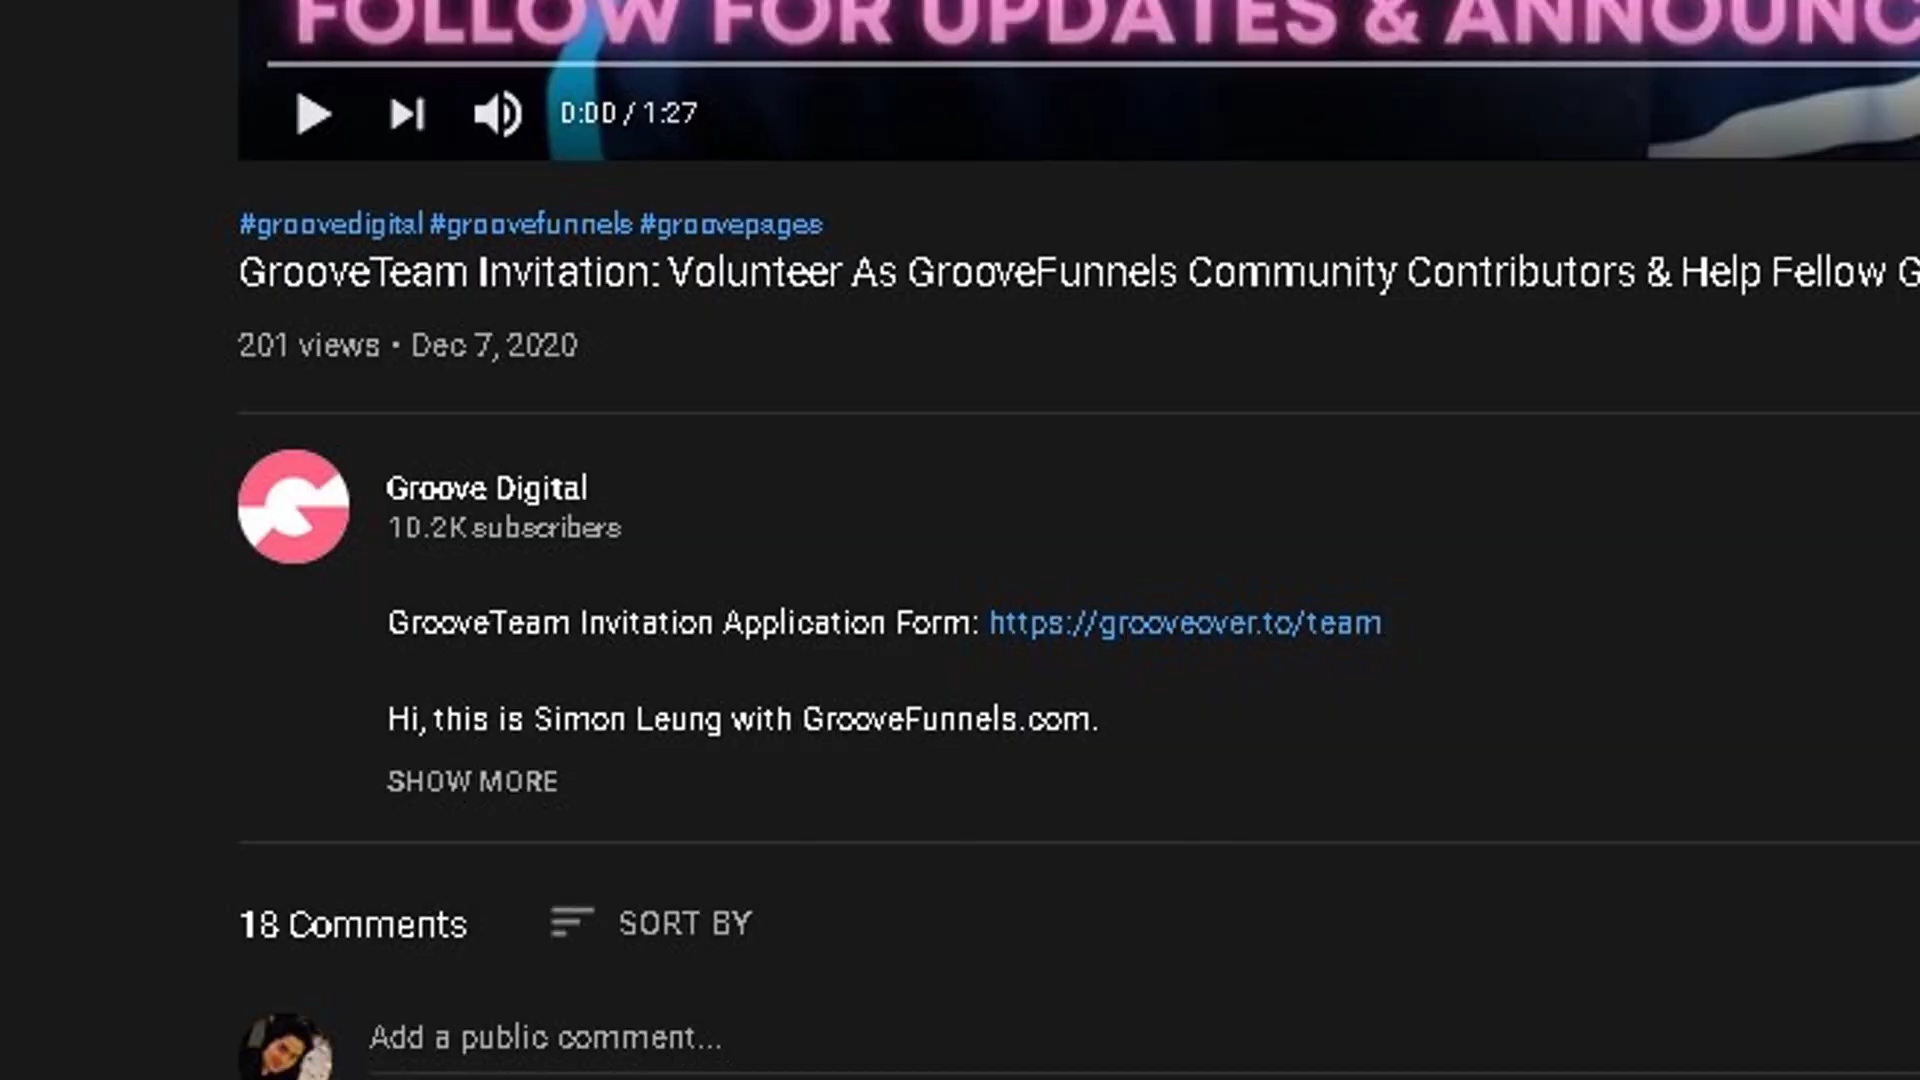 FOLLOW FOR UPDATES & ANNOUNC
0:00 / 1:27
#groovedigital #groovefunnels #groovepages
GrooveTeam Invitation: Volunteer As GrooveFunnels Community Contributors & Help Fellow G
201 views • Dec 7, 2020
Groove Digital
10.2K subscribers
GrooveTeam Invitation Application Form: https://grooveover.to/team
Hi, this is Simon Leung with GrooveFunnels.com.
SHOW MORE
18 Comments SORT BY
Add a public comment...